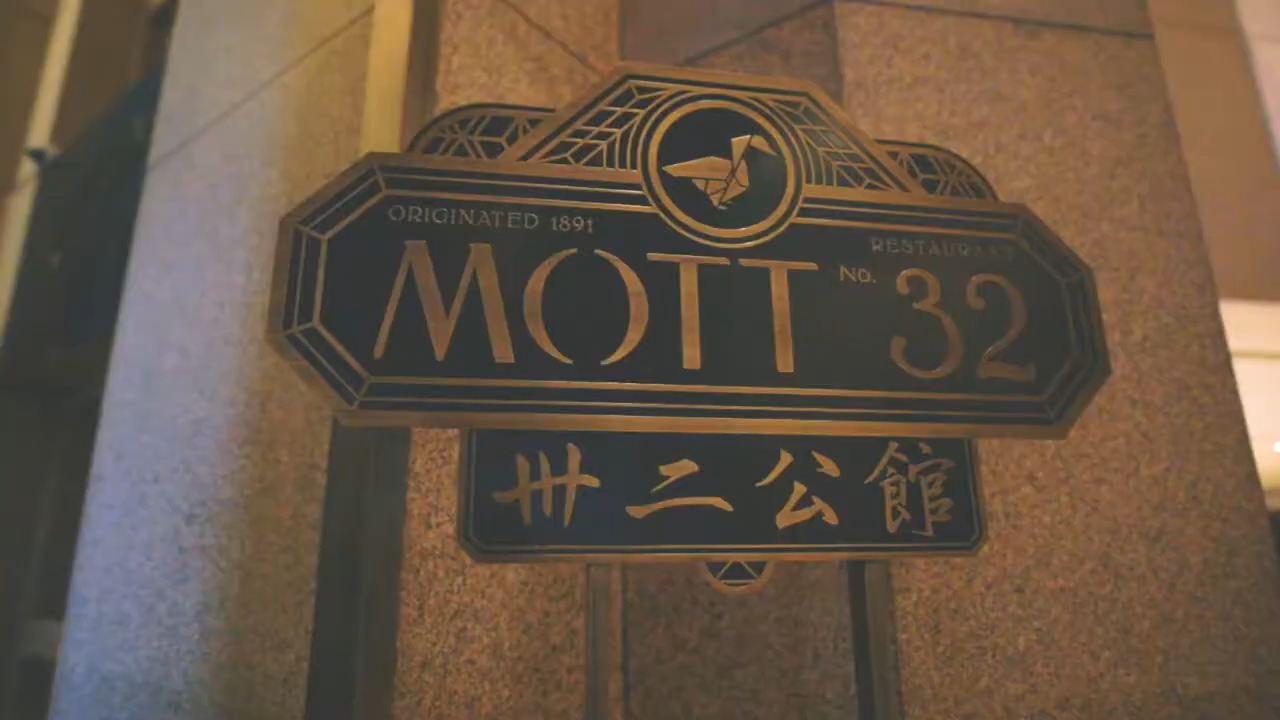 ORIGINATED 1891
RESTAURANT
MOTT No. 32
卅二公館